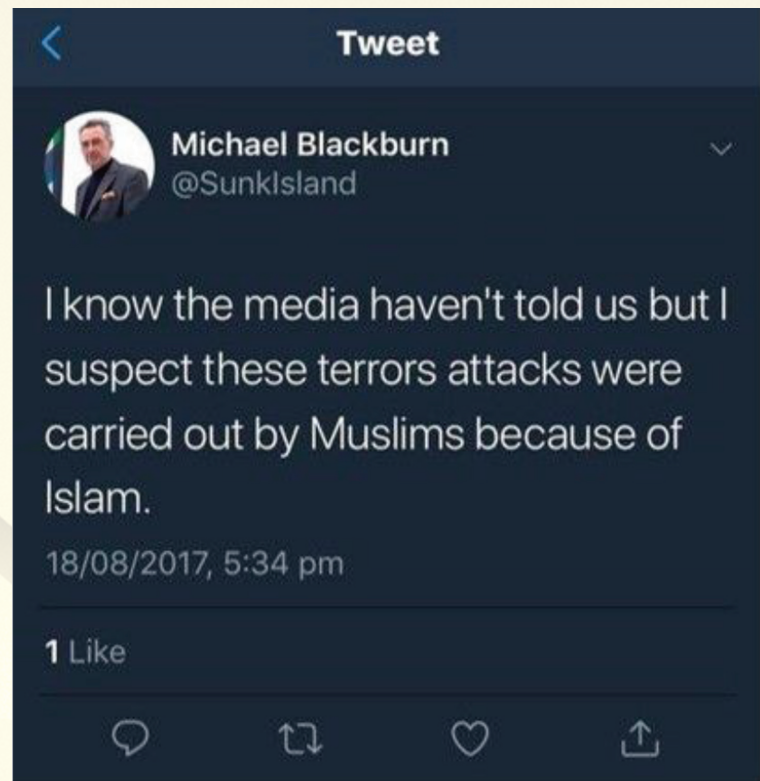 Tweet
Michael Blackburn
@SunkIsland
I know the media haven't told us but I
suspect these terrors attacks were
carried out by Muslims because of
Islam.
18/08/2017, 5:34 pm
1 Like